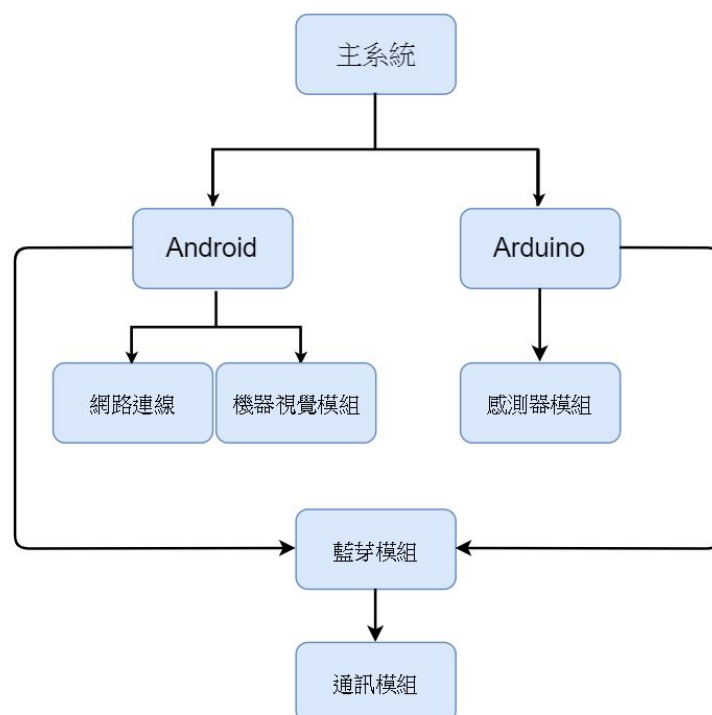 主系統
Android
Arduino
網路連線
機器視覺模組
感測器模組
藍芽模組
通訊模組